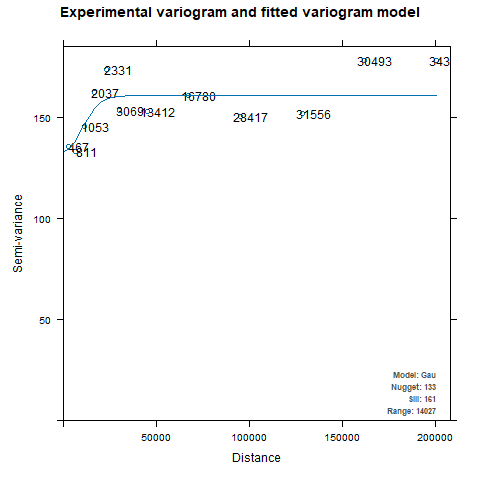 Experimental variogram and fitted variogram model
Semi-variance
150
100
50
467
811
1053
2037
2331
3069
13412
16780
28417
31556
30493
343
Model: Gau
Nugget: 133
Sill: 161
Range: 14027
50000 100000 150000 200000
Distance